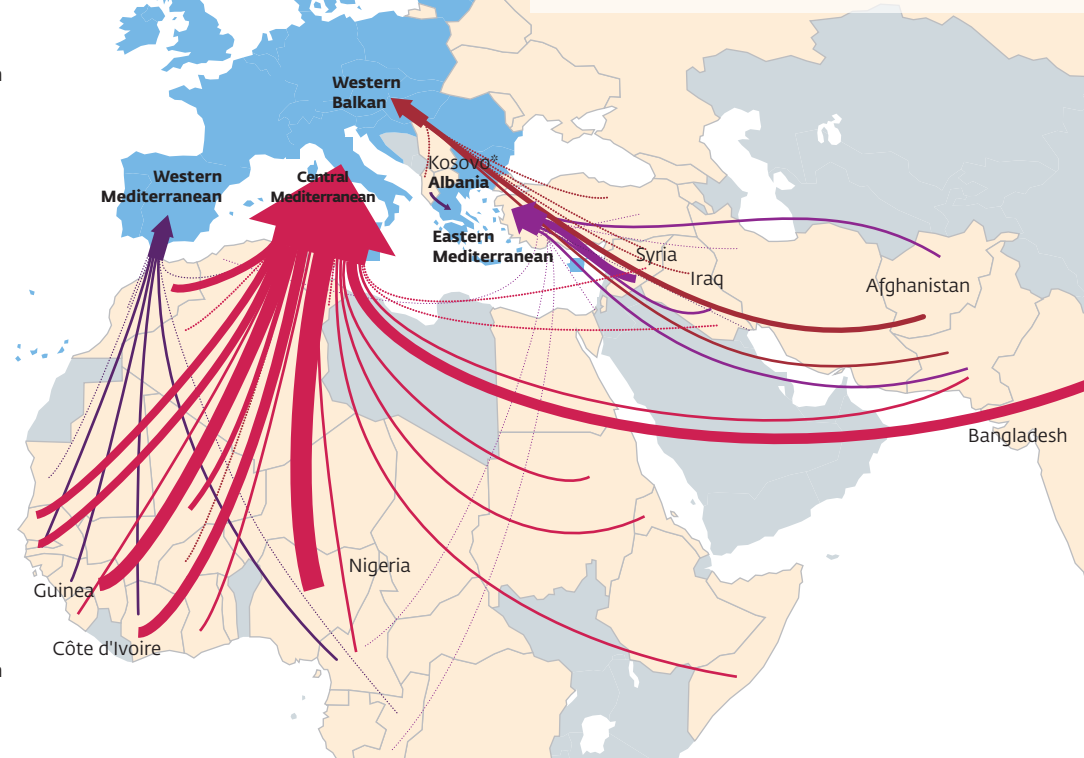 Western
Balkan
Kosovo*
Albania
Western
Mediterranean
Central
Mediterranean
Eastern
Mediterranean
Syria
Iraq
Afghanistan
Bangladesh
Nigeria
Guinea
Côte d'Ivoire